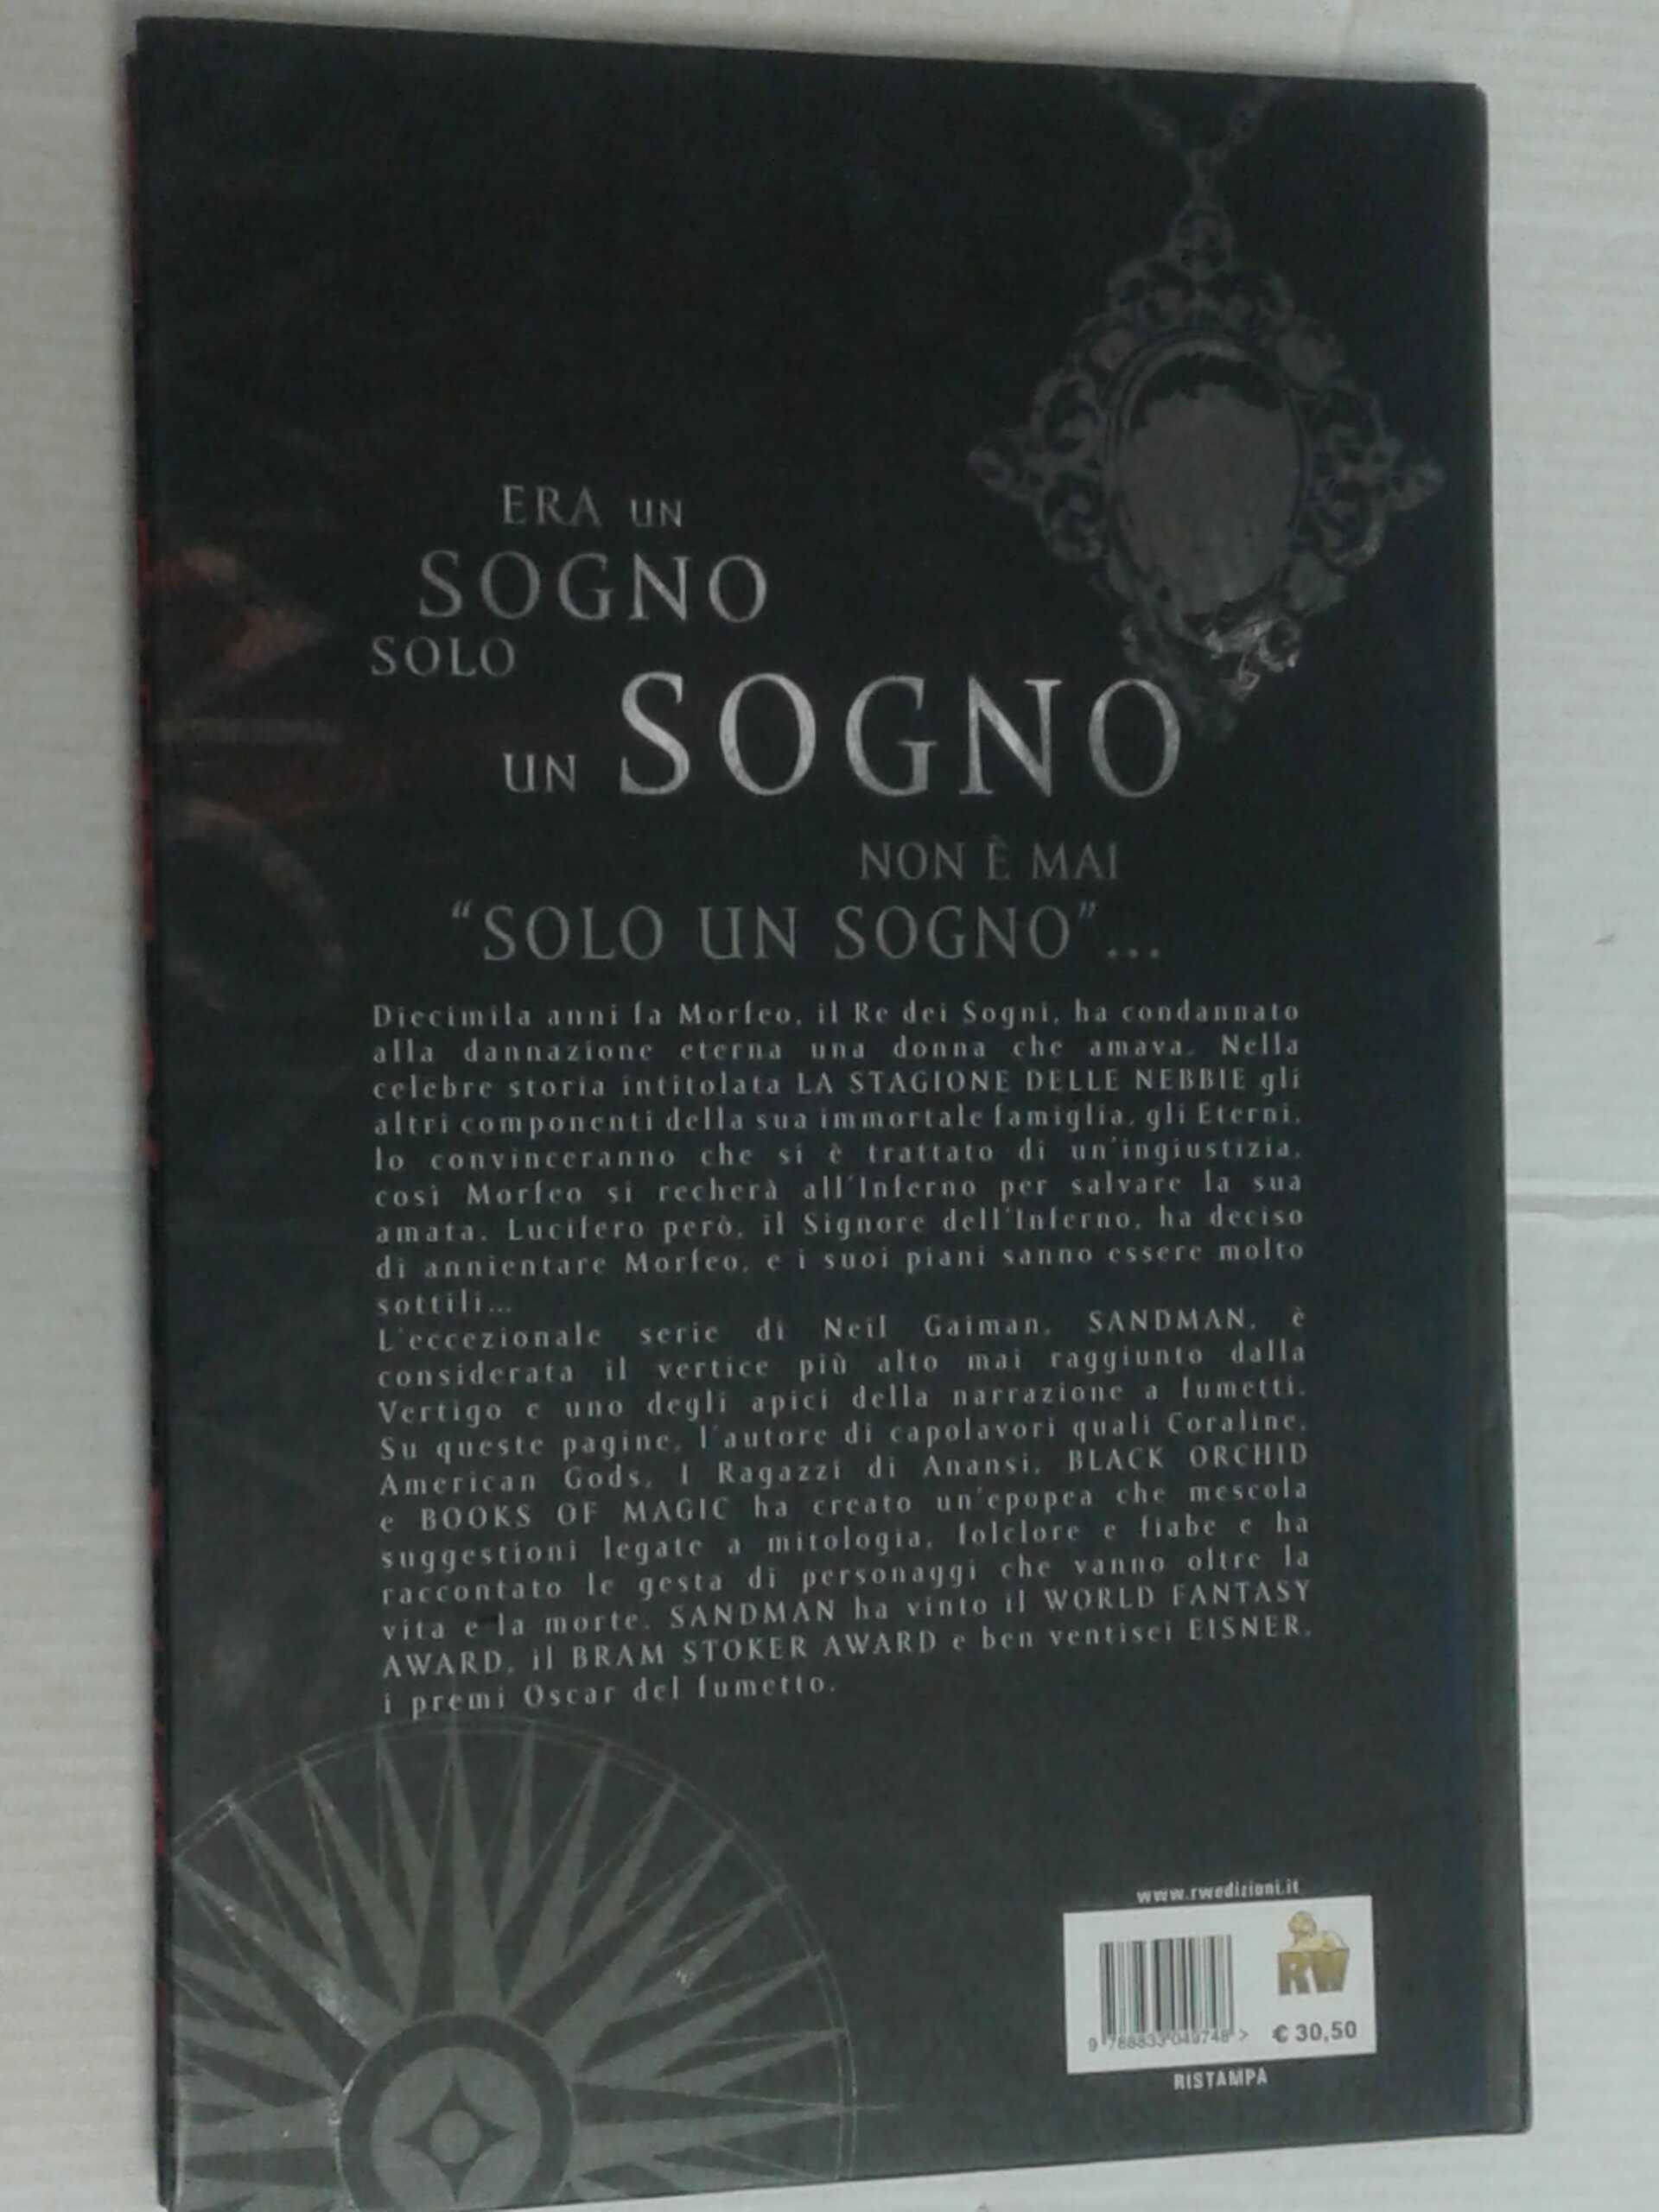 ERA UN
SOGNO
SOLO
UN SOGNO
NON È MAI
“SOLO UN SOGNO”...
Diecimila anni fa Morfeo, il Re dei Sogni, ha condannato
alla dannazione eterna una donna che amava. Nella
celebre storia intitolata LA STAGIONE DELLE NEBBIE gli
altri componenti della sua immortale famiglia, gli Eterni,
lo convinceranno che si è trattato di un'ingiustizia,
così Morfeo si recherà all'Inferno per salvare la sua
amata. Lucifero però, il Signore dell'Inferno, ha deciso
di annientare Morfeo, e i suoi piani sanno essere molto
sottili...
L'eccezionale serie di Neil Gaiman, SANDMAN, è
considerata il vertice più alto mai raggiunto dalla
Vertigo e uno degli apici della narrazione a fumetti.
Su queste pagine, l'autore di capolavori quali Coraline,
American Gods, I Ragazzi di Anansi, BLACK ORCHID
e BOOKS OF MAGIC ha creato un'epopea che mescola
suggestioni legate a mitologia, folclore e fiabe e ha
raccontato le gesta di personaggi che vanno oltre la
vita e la morte. SANDMAN ha vinto il WORLD FANTASY
AWARD, il BRAM STOKER AWARD e ben ventisei EISNER,
i premi Oscar del fumetto.
www.rwedizioni.it
RW
9 788833 049748 >
€ 30,50
RISTAMPA